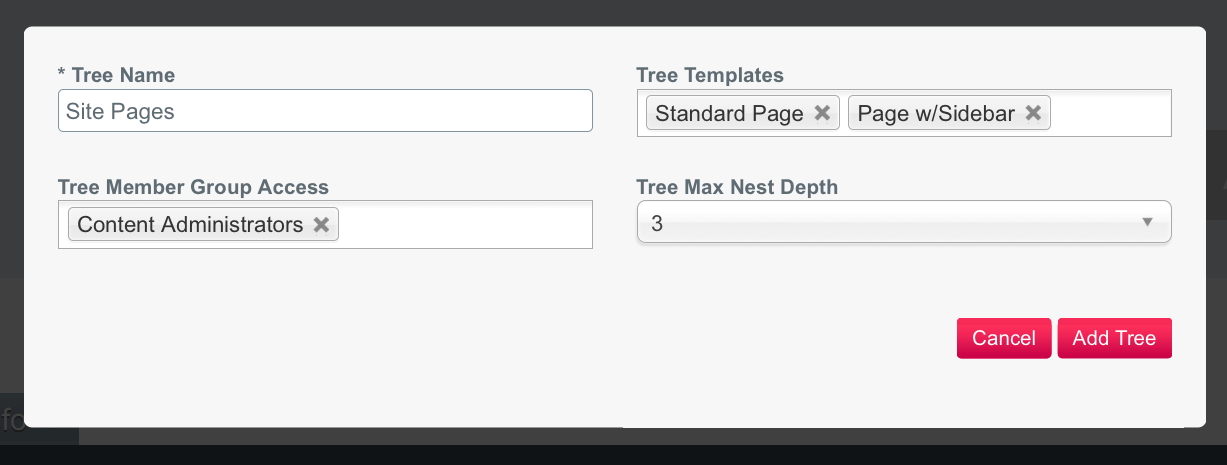 * Tree Name
Site Pages
Tree Templates
Standard Page ✖ Page w/Sidebar ✖
Tree Member Group Access
Content Administrators ✖
Tree Max Nest Depth
3
Cancel Add Tree
fo